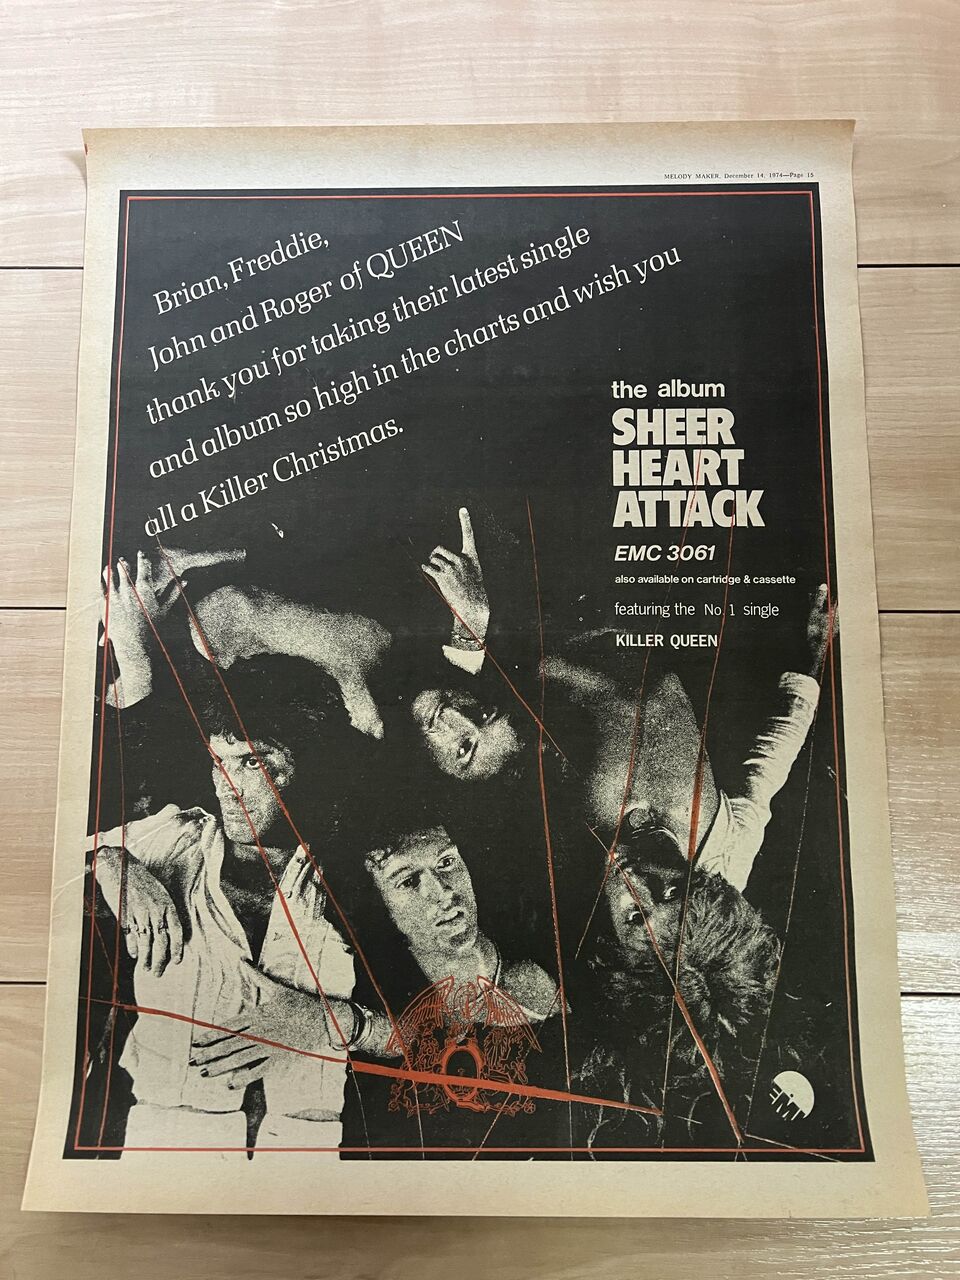 MELODY MAKER, December 14, 1974—Page 15
Brian, Freddie,
John and Roger of QUEEN
thank you for taking their latest single
and album so high in the charts and wish you
all a Killer Christmas.
the album
SHEER
HEART
ATTACK
EMC 3061
also available on cartridge & cassette
featuring the No. 1 single
KILLER QUEEN
EMI